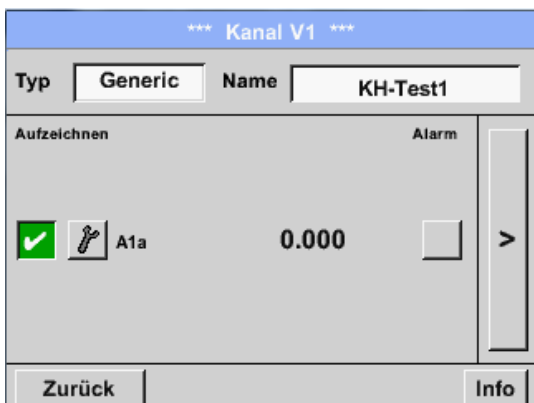 *** Kanal V1 ***
Typ Generic Name KH-Test1
Aufzeichnen Alarm
A1a 0.000 >
Zurück Info